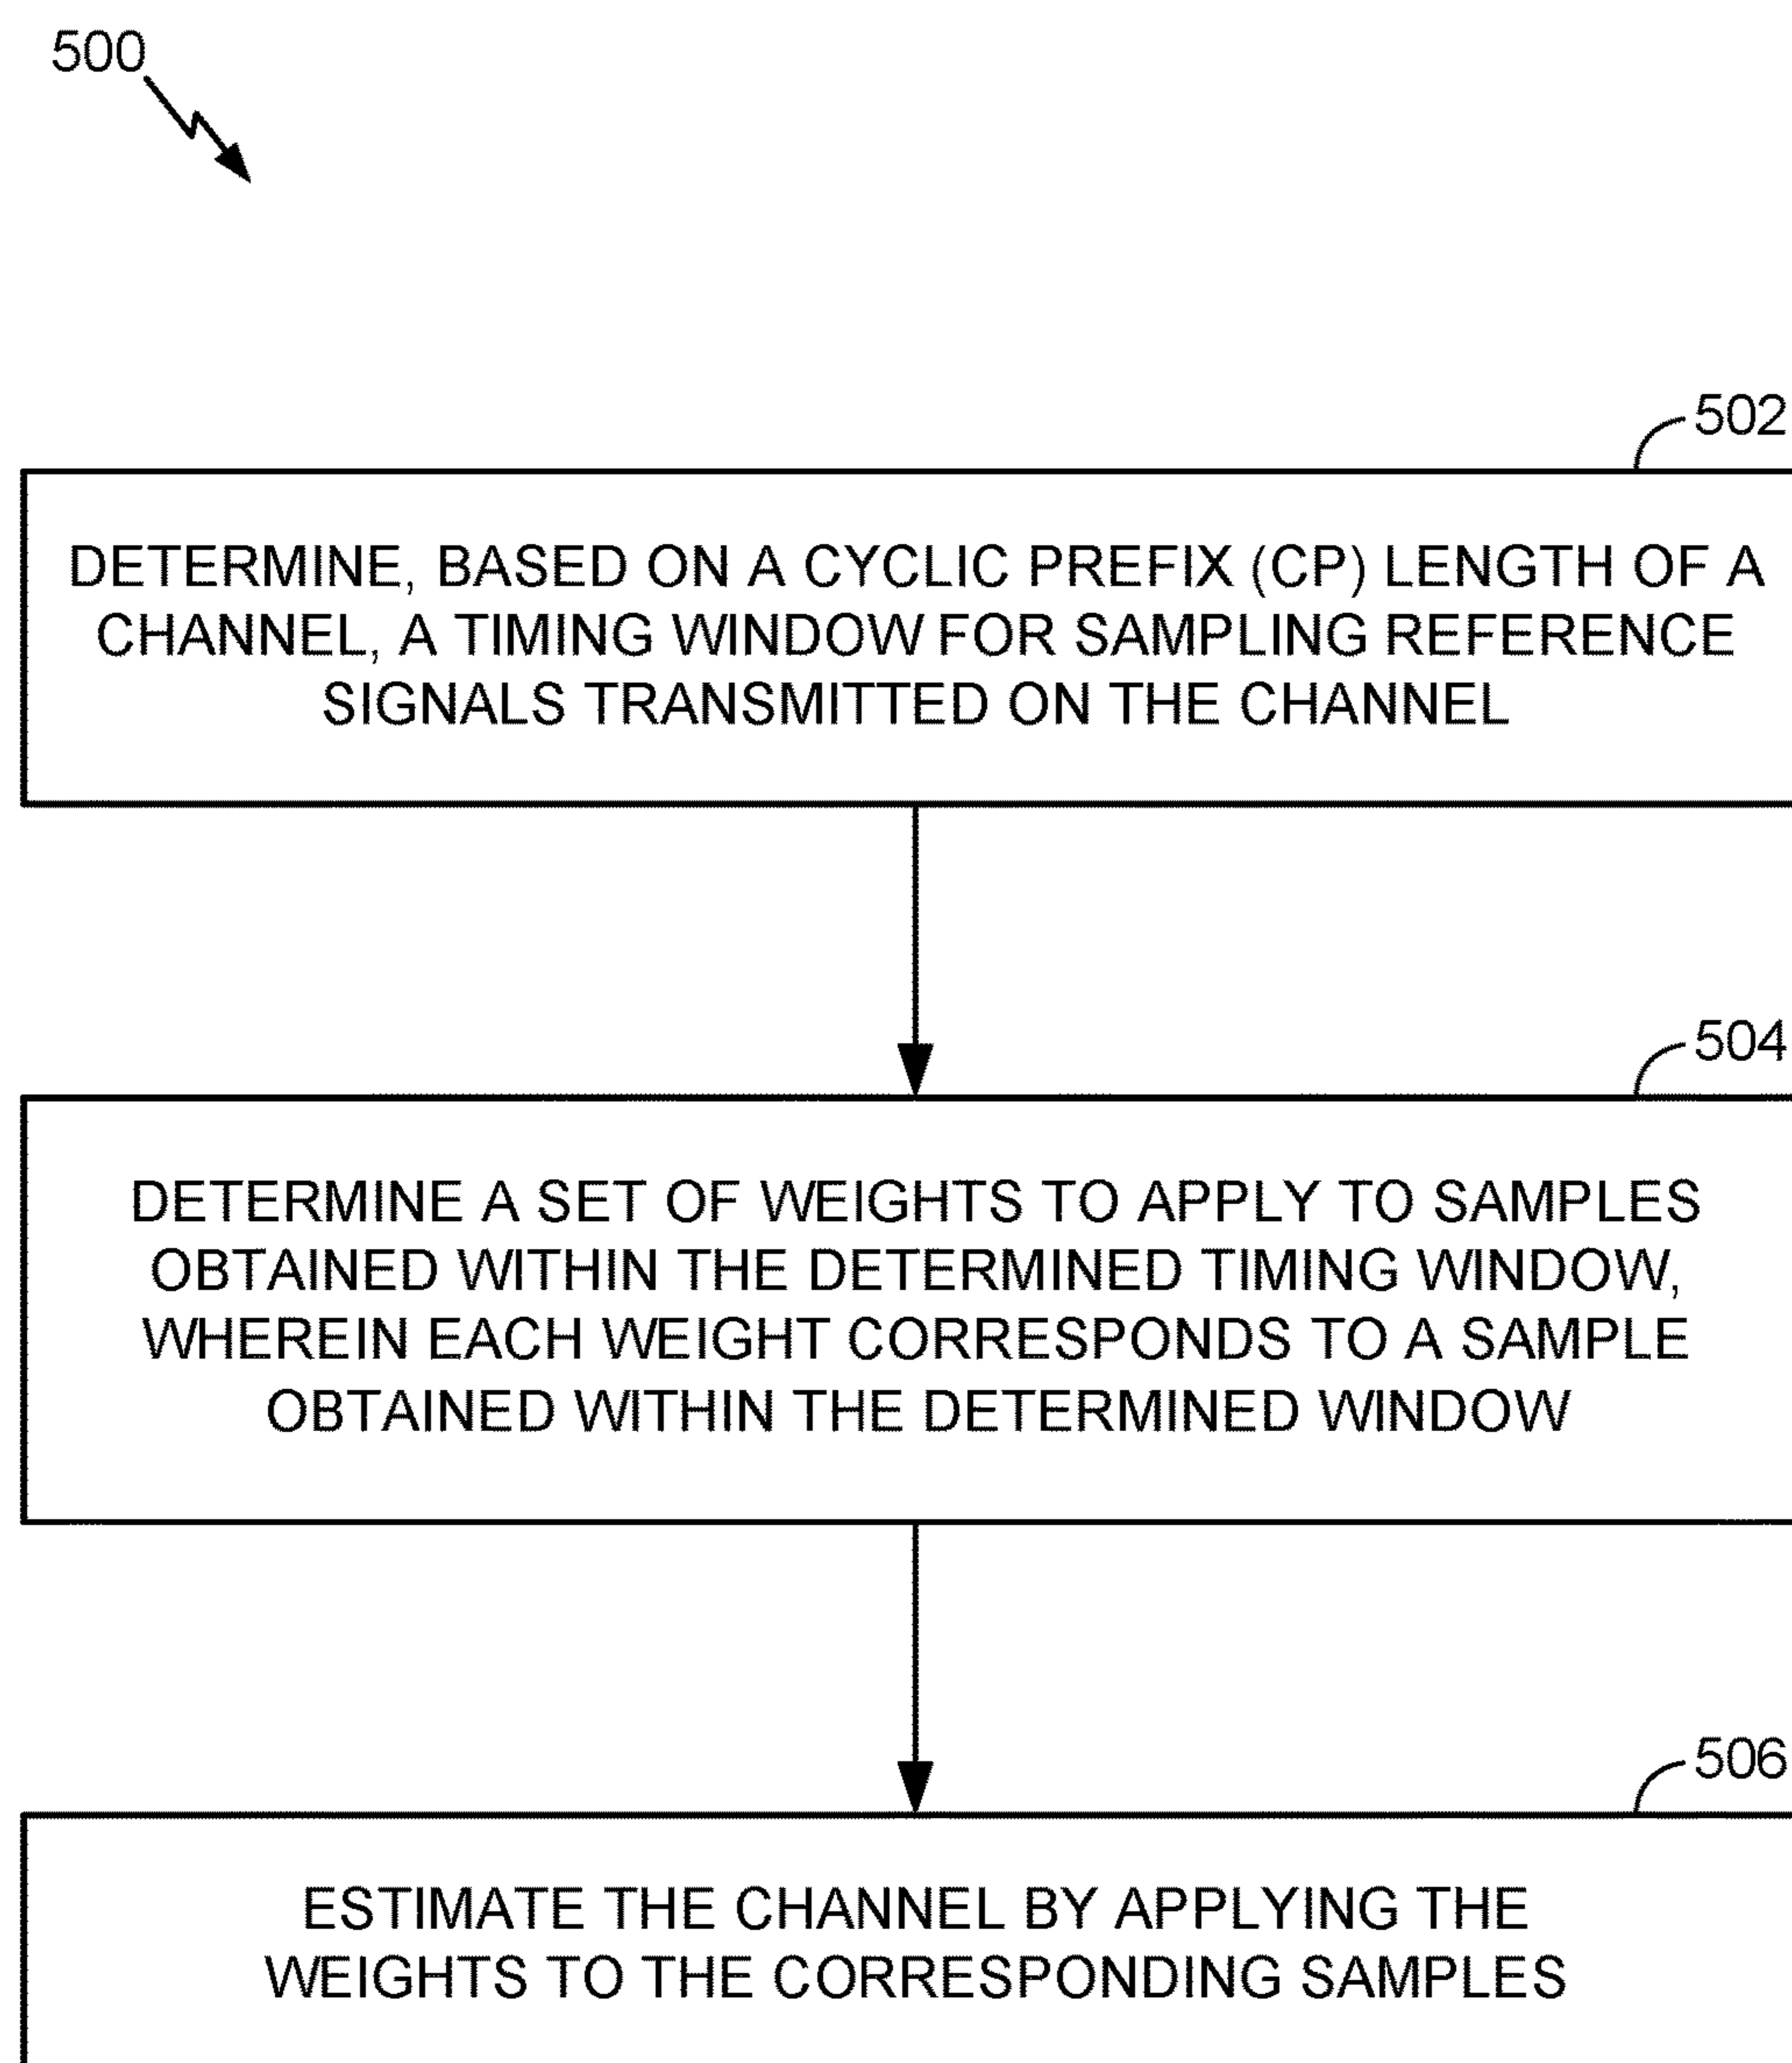 500
502
DETERMINE, BASED ON A CYCLIC PREFIX (CP) LENGTH OF A
CHANNEL, A TIMING WINDOW FOR SAMPLING REFERENCE
SIGNALS TRANSMITTED ON THE CHANNEL
504
DETERMINE A SET OF WEIGHTS TO APPLY TO SAMPLES
OBTAINED WITHIN THE DETERMINED TIMING WINDOW,
WHEREIN EACH WEIGHT CORRESPONDS TO A SAMPLE
OBTAINED WITHIN THE DETERMINED WINDOW
506
ESTIMATE THE CHANNEL BY APPLYING THE
WEIGHTS TO THE CORRESPONDING SAMPLES